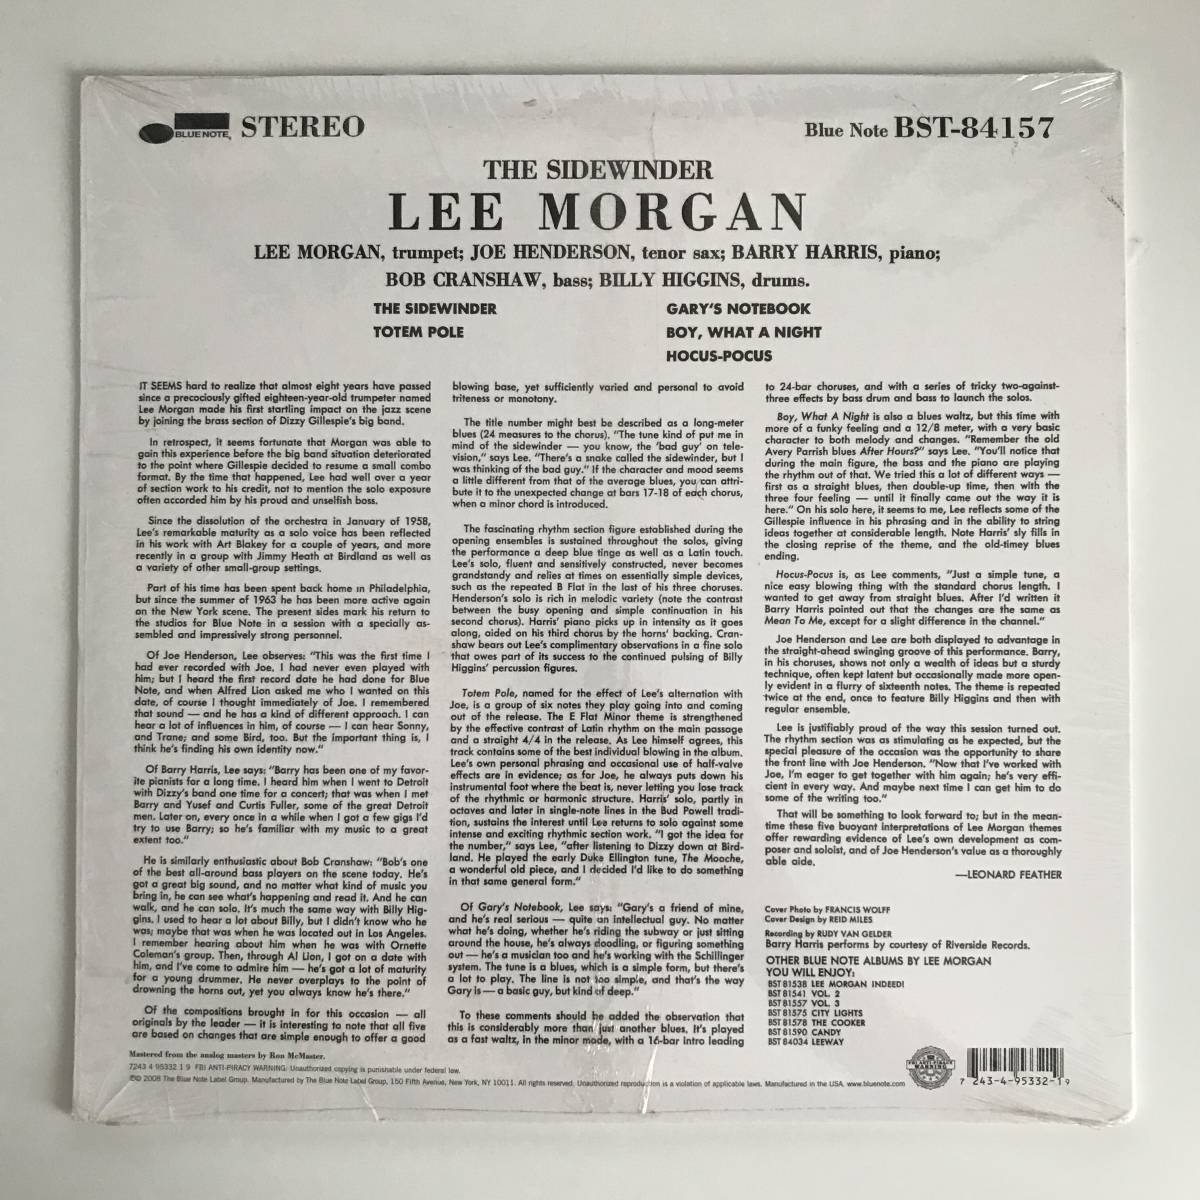 BLUE NOTE STEREO
Blue Note BST-84157
THE SIDEWINDER
LEE MORGAN
LEE MORGAN, trumpet; JOE HENDERSON, tenor sax; BARRY HARRIS, piano;
BOB CRANSHAW, bass; BILLY HIGGINS, drums.
THE SIDEWINDER
TOTEM POLE
GARY'S NOTEBOOK
BOY, WHAT A NIGHT
HOCUS-POCUS
IT SEEMS hard to realize that almost eight years have passed
since a precociously gifted eighteen-year-old trumpeter named
Lee Morgan made his first startling impact on the jazz scene
by joining the brass section of Dizzy Gillespie's big band.
In retrospect, it seems fortunate that Morgan was able to
gain this experience before the big band situation deteriorated
to the point where Gillespie decided to resume a small combo
format. By the time that happened, Lee had well over a year
of section work to his credit, not to mention the solo exposure
often accorded him by his proud and unselfish boss.
Since the dissolution of the orchestra in January of 1958,
Lee's remarkable maturity as a solo voice has been reflected
in his work with Art Blakey for a couple of years, and more
recently in a group with Jimmy Heath at Birdland as well as
a variety of other small-group settings.
Part of his time has been spent back home in Philadelphia,
but since the summer of 1963 he has been more active again
on the New York scene. The present sides mark his return to
the studios for Blue Note in a session with a specially as-
sembled and impressively strong personnel.
Of Joe Henderson, Lee observes: "This was the first time I
had ever recorded with Joe. I had never even played with
him; but I heard the first record date he had done for Blue
Note, and when Alfred Lion asked me who I wanted on this
date, of course I thought immediately of Joe. I remembered
that sound — and he has a kind of different approach. I can
hear a lot of influences in him, of course — I can hear Sonny,
and Trane; and some Bird, too. But the important thing is, I
think he's finding his own identity now."
Of Barry Harris, Lee says: "Barry has been one of my favor-
ite pianists for a long time. I heard him when I went to Detroit
with Dizzy's band one time for a concert; that was when I met
Barry and Yusef and Curtis Fuller, some of the great Detroit
men. Later on, every once in a while when I got a few gigs I'd
try to use Barry; so he's familiar with my music to a great
extent too."
He is similarly enthusiastic about Bob Cranshaw: "Bob's one
of the best all-around bass players on the scene today. He's
got a great big sound, and no matter what kind of music you
bring in, he can see what's happening and read it. And he can
walk, and he can solo. It's much the same way with Billy Hig-
gins. I used to hear a lot about Billy, but I didn't know who he
was; maybe that was when he was located out in Los Angeles.
I remember hearing about him when he was with Ornette
Coleman's group. Then, through Al Lion, I got on a date with
him, and I've come to admire him — he's got a lot of maturity
for a young drummer. He never overplays to the point of
drowning the horns out, yet you always know he's there."
Of the compositions brought in for this occasion — all
originals by the leader — it is interesting to note that all five
are based on changes that are simple enough to offer a good
blowing base, yet sufficiently varied and personal to avoid
triteness or monotony.
The title number might best be described as a long-meter
blues (24 measures to the chorus). "The tune kind of put me in
mind of the sidewinder — you know, the 'bad guy' on tele-
vision," says Lee. "There's a snake called the sidewinder, but I
was thinking of the bad guy." If the character and mood seems
a little different from that of the average blues, you can attri-
bute it to the unexpected change at bars 17-18 of each chorus,
when a minor chord is introduced.
The fascinating rhythm section figure established during the
opening ensembles is sustained throughout the solos, giving
the performance a deep blue tinge as well as a Latin touch.
Lee's solo, fluent and sensitively constructed, never becomes
grandstandy and relies at times on essentially simple devices,
such as the repeated B Flat in the last of his three choruses.
Henderson's solo is rich in melodic variety (note the contrast
between the busy opening and simple continuation in his
second chorus). Harris' piano picks up in intensity as it goes
along, aided on his third chorus by the horns' backing. Cran-
shaw bears out Lee's complimentary observations in a fine solo
that owes part of its success to the continued pulsing of Billy
Higgins' percussion figures.
Totem Pole, named for the effect of Lee's alternation with
Joe, is a group of six notes they play going into and coming
out of the release. The E Flat Minor theme is strengthened
by the effective contrast of Latin rhythm on the main passage
and a straight 4/4 in the release. As Lee himself agrees, this
track contains some of the best individual blowing in the album.
Lee's own personal phrasing and occasional use of half-valve
effects are in evidence; as for Joe, he always puts down his
instrumental foot where the beat is, never letting you lose track
of the rhythmic or harmonic structure. Harris' solo, partly in
octaves and later in single-note lines in the Bud Powell tradi-
tion, sustains the interest until Lee returns to solo against some
intense and exciting rhythmic section work. "I got the idea for
the number," says Lee, "after listening to Dizzy down at Bird-
land. He played the early Duke Ellington tune, The Mooche,
a wonderful old piece, and I decided I'd like to do something
in that same general form."
Of Gary's Notebook, Lee says: "Gary's a friend of mine,
and he's real serious — quite an intellectual guy. No matter
what he's doing, whether he's riding the subway or just sitting
around the house, he's always doodling, or figuring something
out — he's a musician too and he's working with the Schillinger
system. The tune is a blues, which is a simple form, but there's
a lot to play. The line is not too simple, and that's the way
Gary is — a basic guy, but kind of deep."
To these comments should be added the observation that
this is considerably more than just another blues. It's played
as a fast waltz, in the minor mode, with a 16-bar intro leading
to 24-bar choruses, and with a series of tricky two-against-
three effects by bass drum and bass to launch the solos.
Boy, What A Night is also a blues waltz, but this time with
more of a funky feeling and a 12/8 meter, with a very basic
character to both melody and changes. "Remember the old
Avery Parrish blues After Hours?" says Lee. "You'll notice that
during the main figure, the bass and the piano are playing
the rhythm out of that. We tried this a lot of different ways —
first as a straight blues, then double-up time, then with the
three four feeling — until it finally came out the way it is
here." On his solo here, it seems to me, Lee reflects some of the
Gillespie influence in his phrasing and in the ability to string
ideas together at considerable length. Note Harris' sly fills in
the closing reprise of the theme, and the old-timey blues
ending.
Hocus-Pocus is, as Lee comments, "Just a simple tune, a
nice easy blowing thing with the standard chorus length. I
wanted to get away from straight blues. After I'd written it
Barry Harris pointed out that the changes are the same as
Mean To Me, except for a slight difference in the channel."
Joe Henderson and Lee are both displayed to advantage in
the straight-ahead swinging groove of this performance. Barry,
in his choruses, shows not only a wealth of ideas but a sturdy
technique, often kept latent but occasionally made more open-
ly evident in a flurry of sixteenth notes. The theme is repeated
twice at the end, once to feature Billy Higgins and then with
regular ensemble.
Lee is justifiably proud of the way this session turned out.
The rhythm section was as stimulating as he expected, but the
special pleasure of the occasion was the opportunity to share
the front line with Joe Henderson. "Now that I've worked with
Joe, I'm eager to get together with him again; he's very effi-
cient in every way. And maybe next time I can get him to do
some of the writing too."
That will be something to look forward to; but in the mean-
time these five buoyant interpretations of Lee Morgan themes
offer rewarding evidence of Lee's own development as com-
poser and soloist, and of Joe Henderson's value as a thoroughly
able aide.
—LEONARD FEATHER
Cover Photo by FRANCIS WOLFF
Cover Design by REID MILES
Recording by RUDY VAN GELDER
Barry Harris performs by courtesy of Riverside Records.
OTHER BLUE NOTE ALBUMS BY LEE MORGAN
YOU WILL ENJOY:
BST 81538 LEE MORGAN INDEED!
BST 81541 VOL. 2
BST 81557 VOL. 3
BST 81575 CITY LIGHTS
BST 81578 THE COOKER
BST 81590 CANDY
BST 84034 LEEWAY
Mastered from the analog masters by Ron McMaster.
7243 4 95332 1 9 FBI ANTI-PIRACY WARNING: Unauthorized copying is punishable under federal law.
℗© 2008 The Blue Note Label Group. Manufactured by The Blue Note Label Group, 150 Fifth Avenue, New York, NY 10011. All rights reserved. Unauthorized reproduction is a violation of applicable laws. Manufactured in the USA. www.bluenote.com
7 243-4-95332-1 9